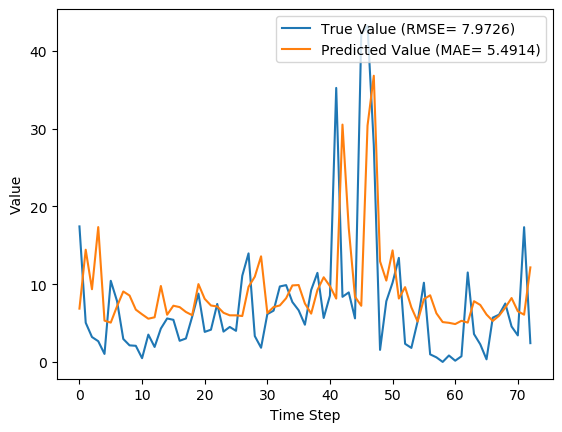 True Value (RMSE= 7.9726)
Predicted Value (MAE= 5.4914)
40
30
20
10
0
Value
0 10 20 30 40 50 60 70
Time Step